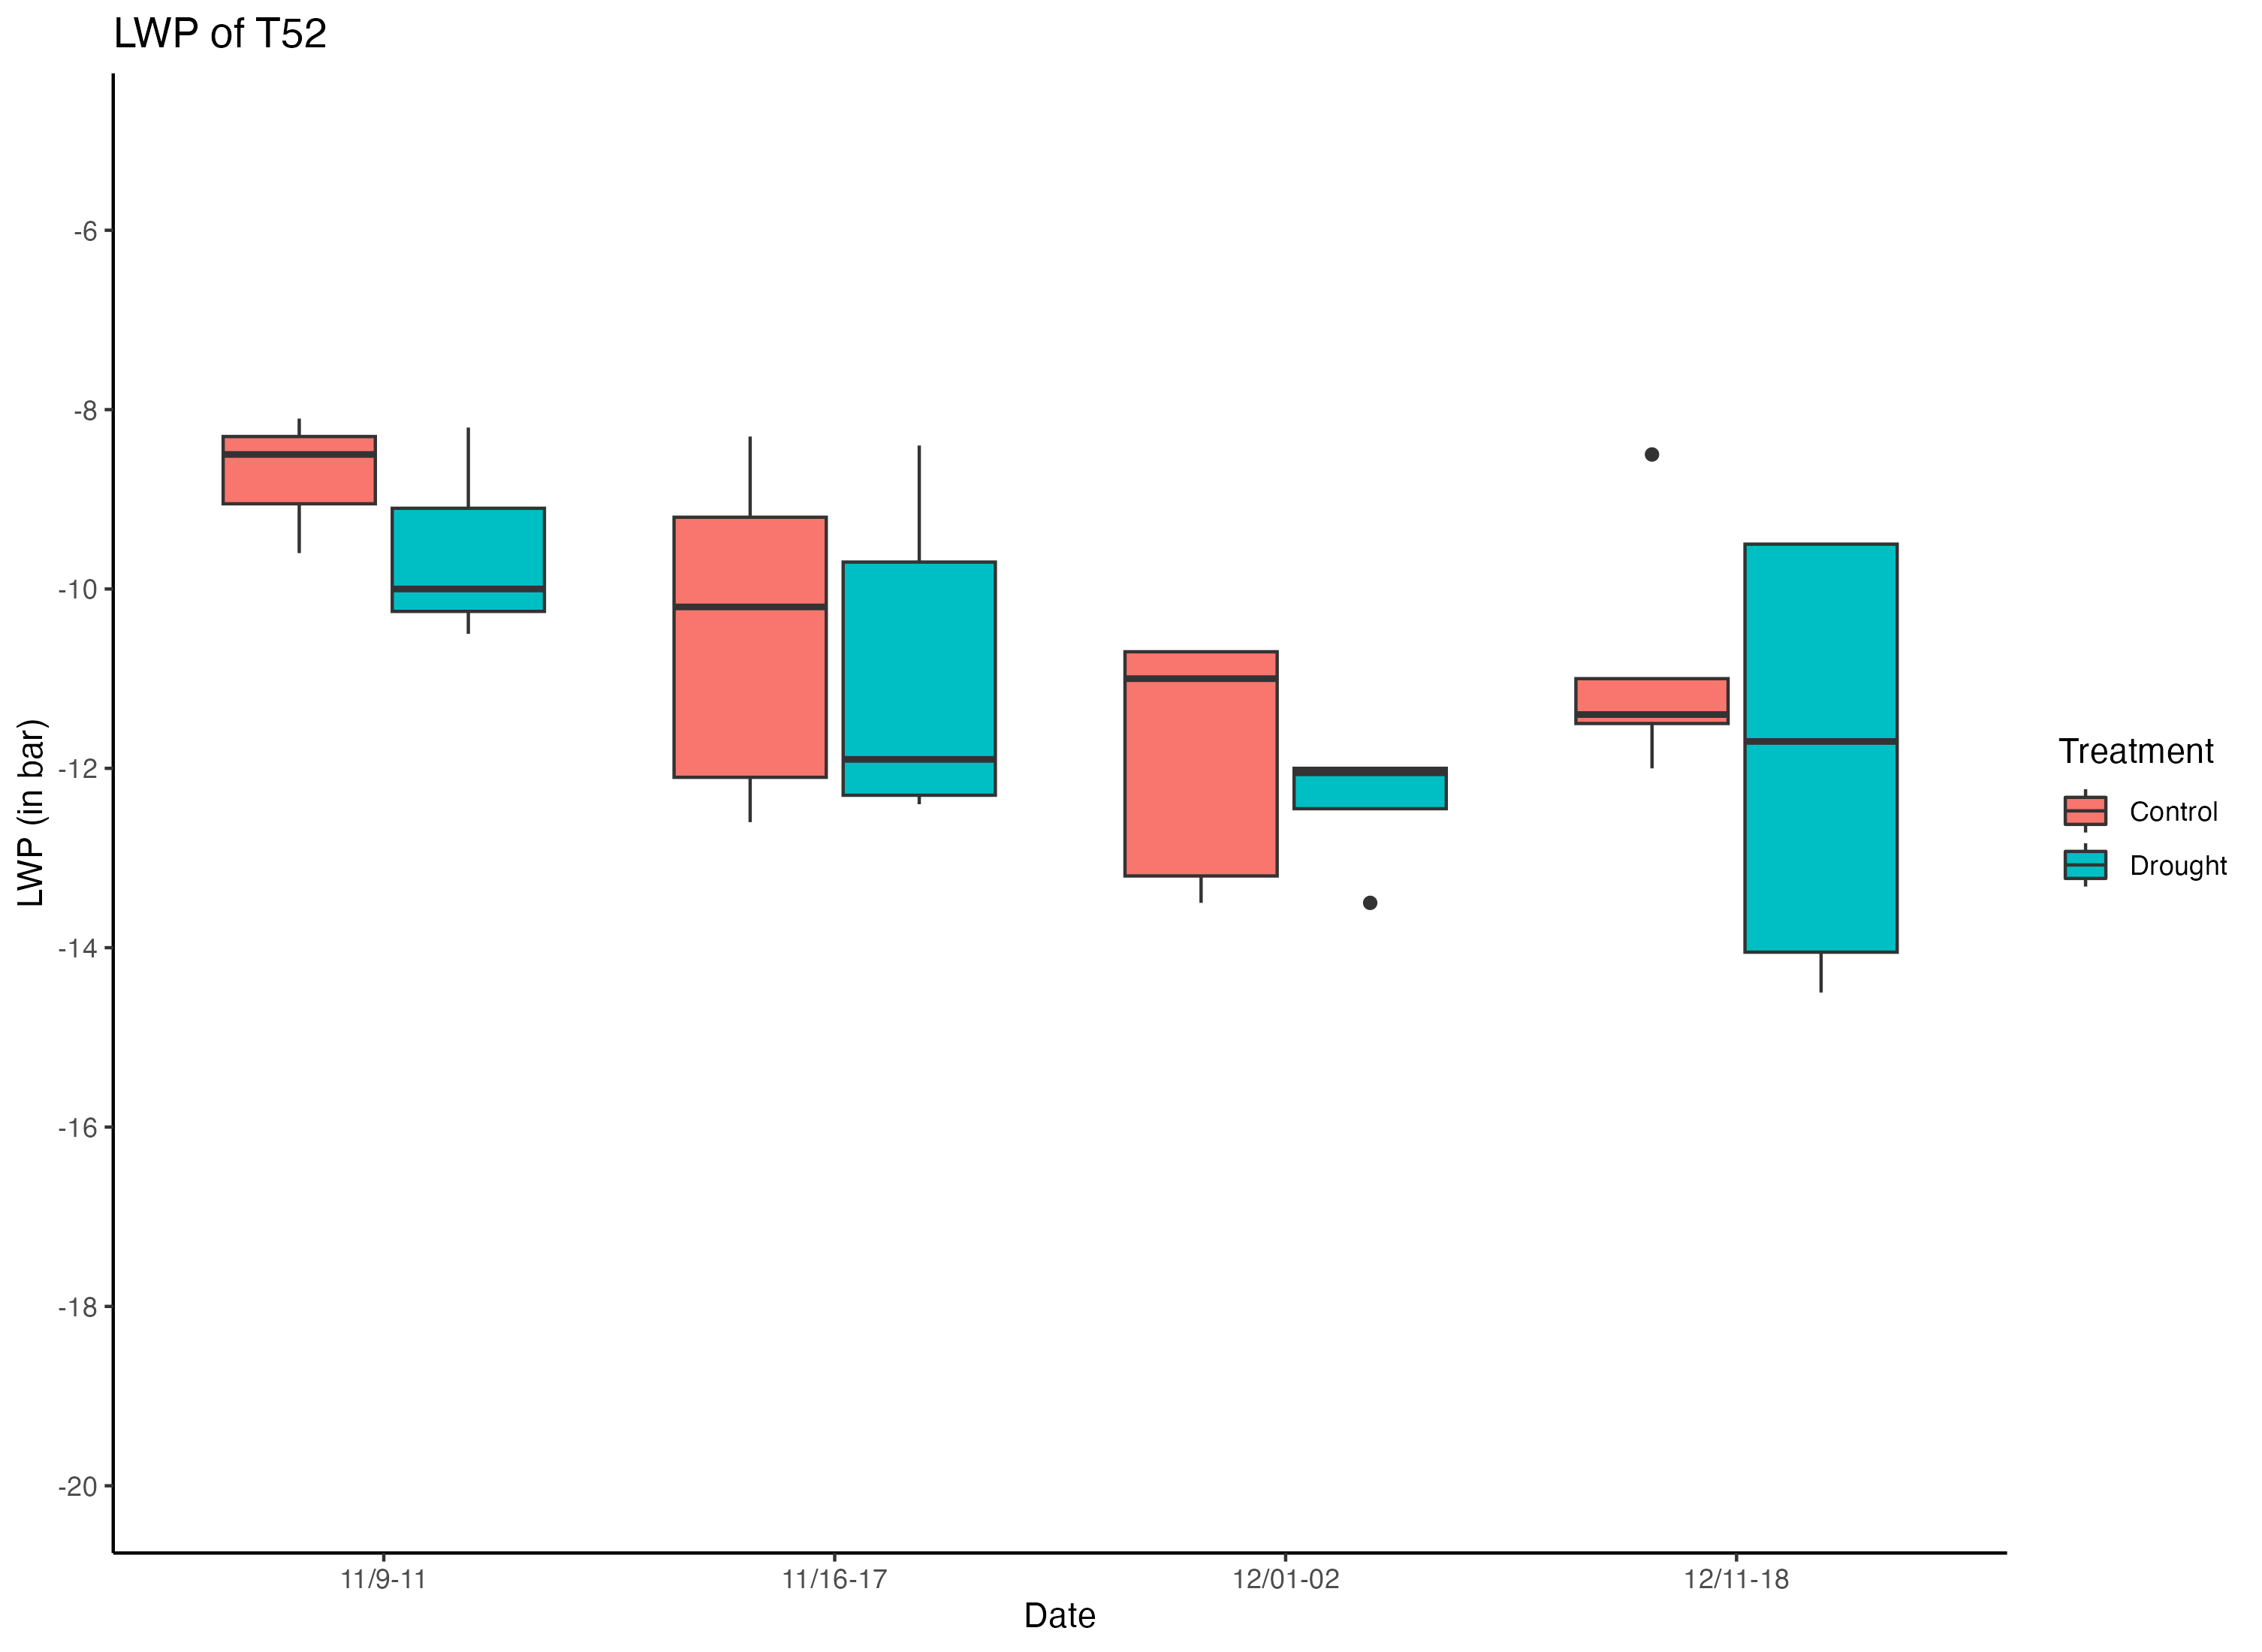 LWP of T52
LWP (in bar)
-6
-8
-10
-12
-14
-16
-18
-20
11/9-11
11/16-17
12/01-02
12/11-18
Date
Treatment
Control
Drought